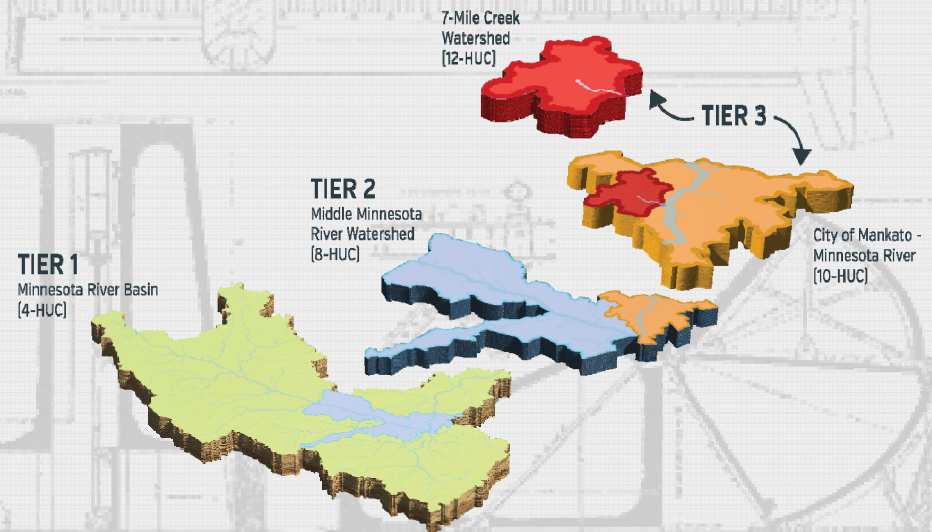 7-Mile Creek
Watershed
(12-HUC)
TIER 3
TIER 2
Middle Minnesota
River Watershed
(8-HUC)
City of Mankato -
Minnesota River
(10-HUC)
TIER 1
Minnesota River Basin
(4-HUC)